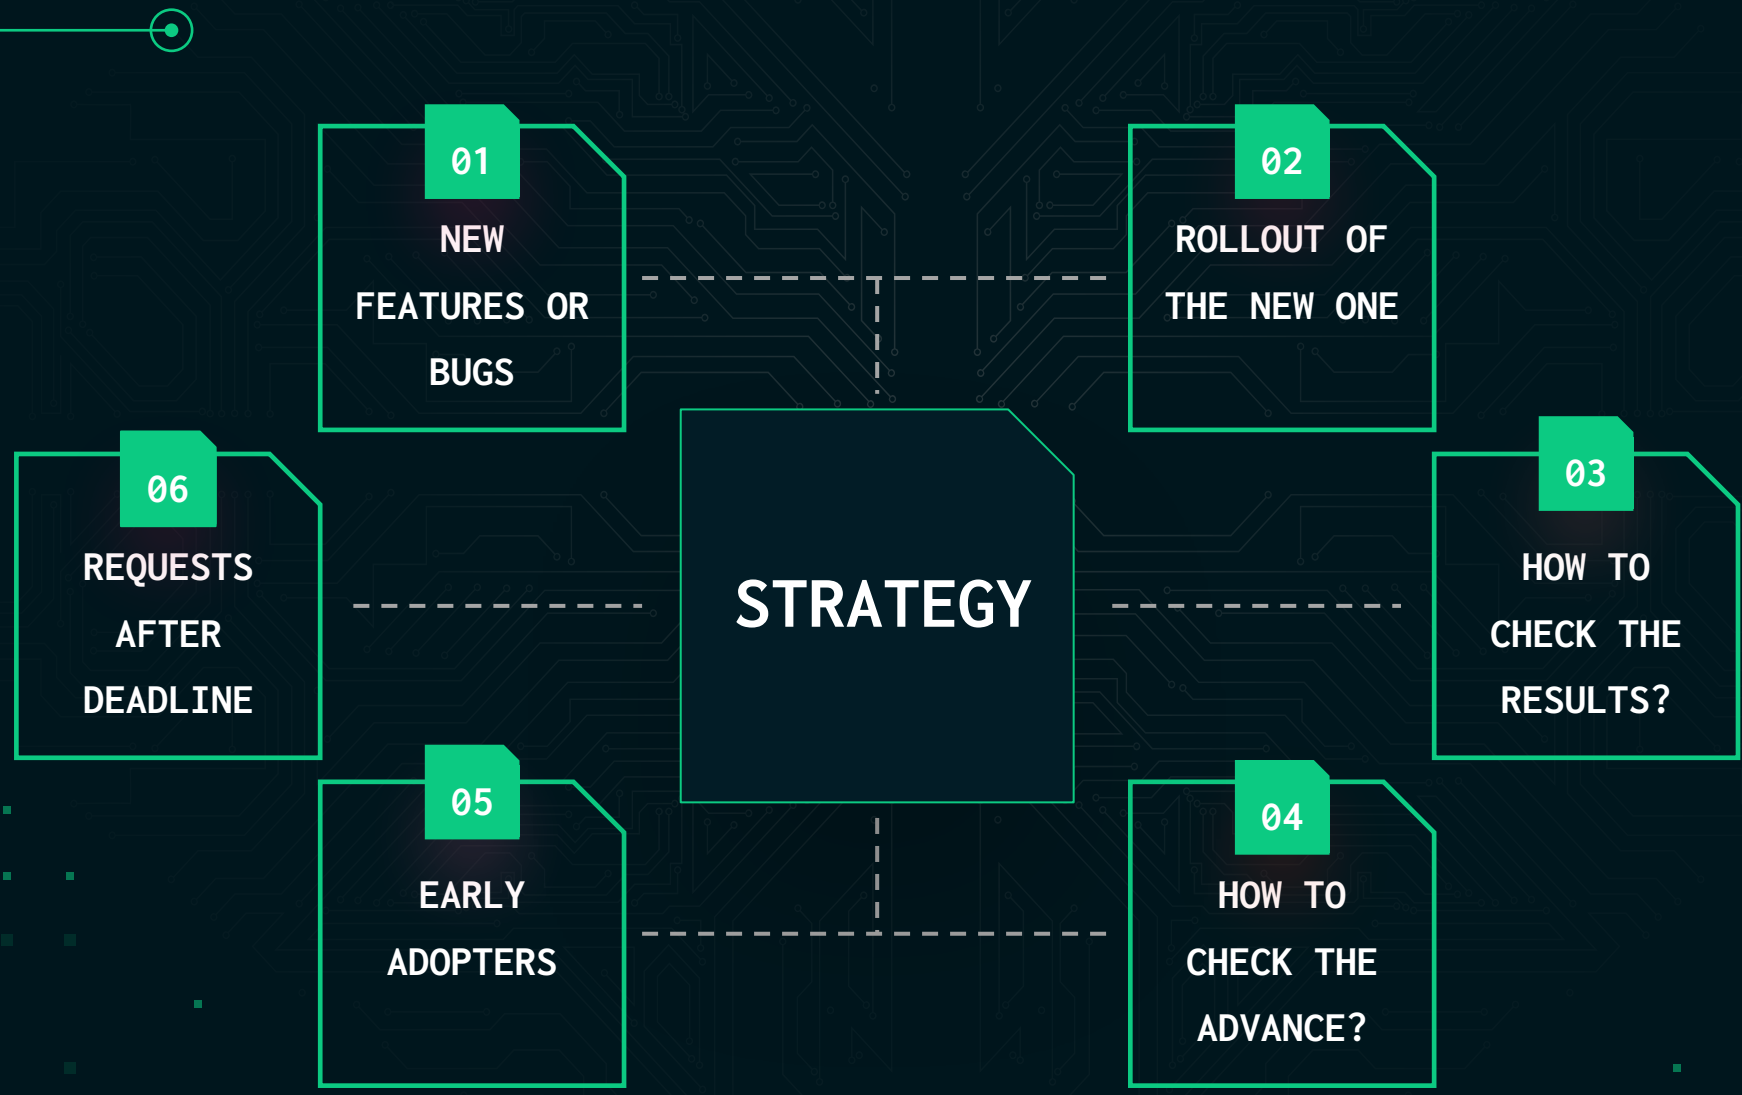 01
NEW
FEATURES OR
BUGS
02
ROLLOUT OF
THE NEW ONE
03
HOW TO
CHECK THE
RESULTS?
04
HOW TO
CHECK THE
ADVANCE?
05
EARLY
ADOPTERS
06
REQUESTS
AFTER
DEADLINE
STRATEGY